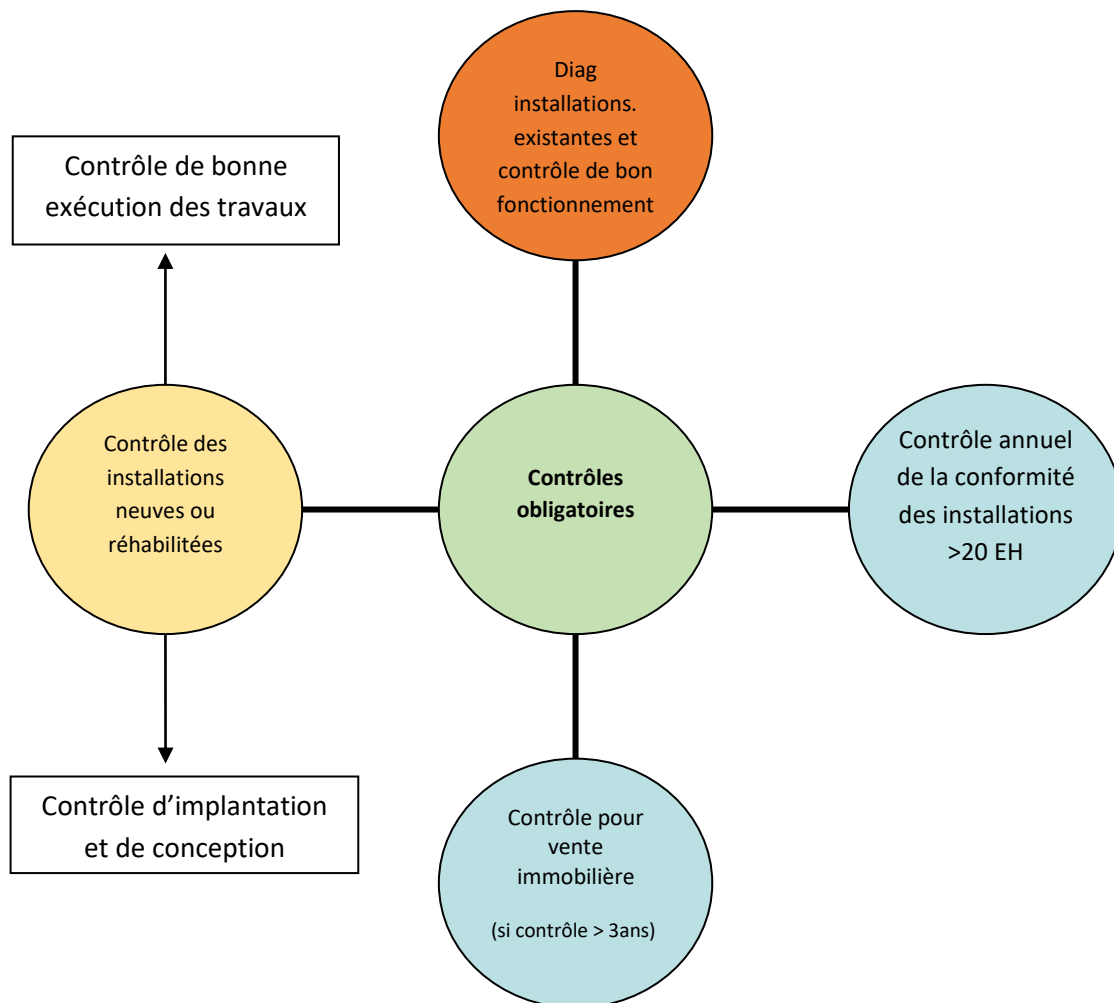 Diag
installations.
existantes et
contrôle de bon
fonctionnement
Contrôle de bonne
exécution des travaux
Contrôle des
installations
neuves ou
réhabilitées
Contrôles
obligatoires
Contrôle annuel
de la conformité
des installations
>20 EH
Contrôle d’implantation
et de conception
Contrôle pour
vente
immobilière
(si contrôle > 3ans)